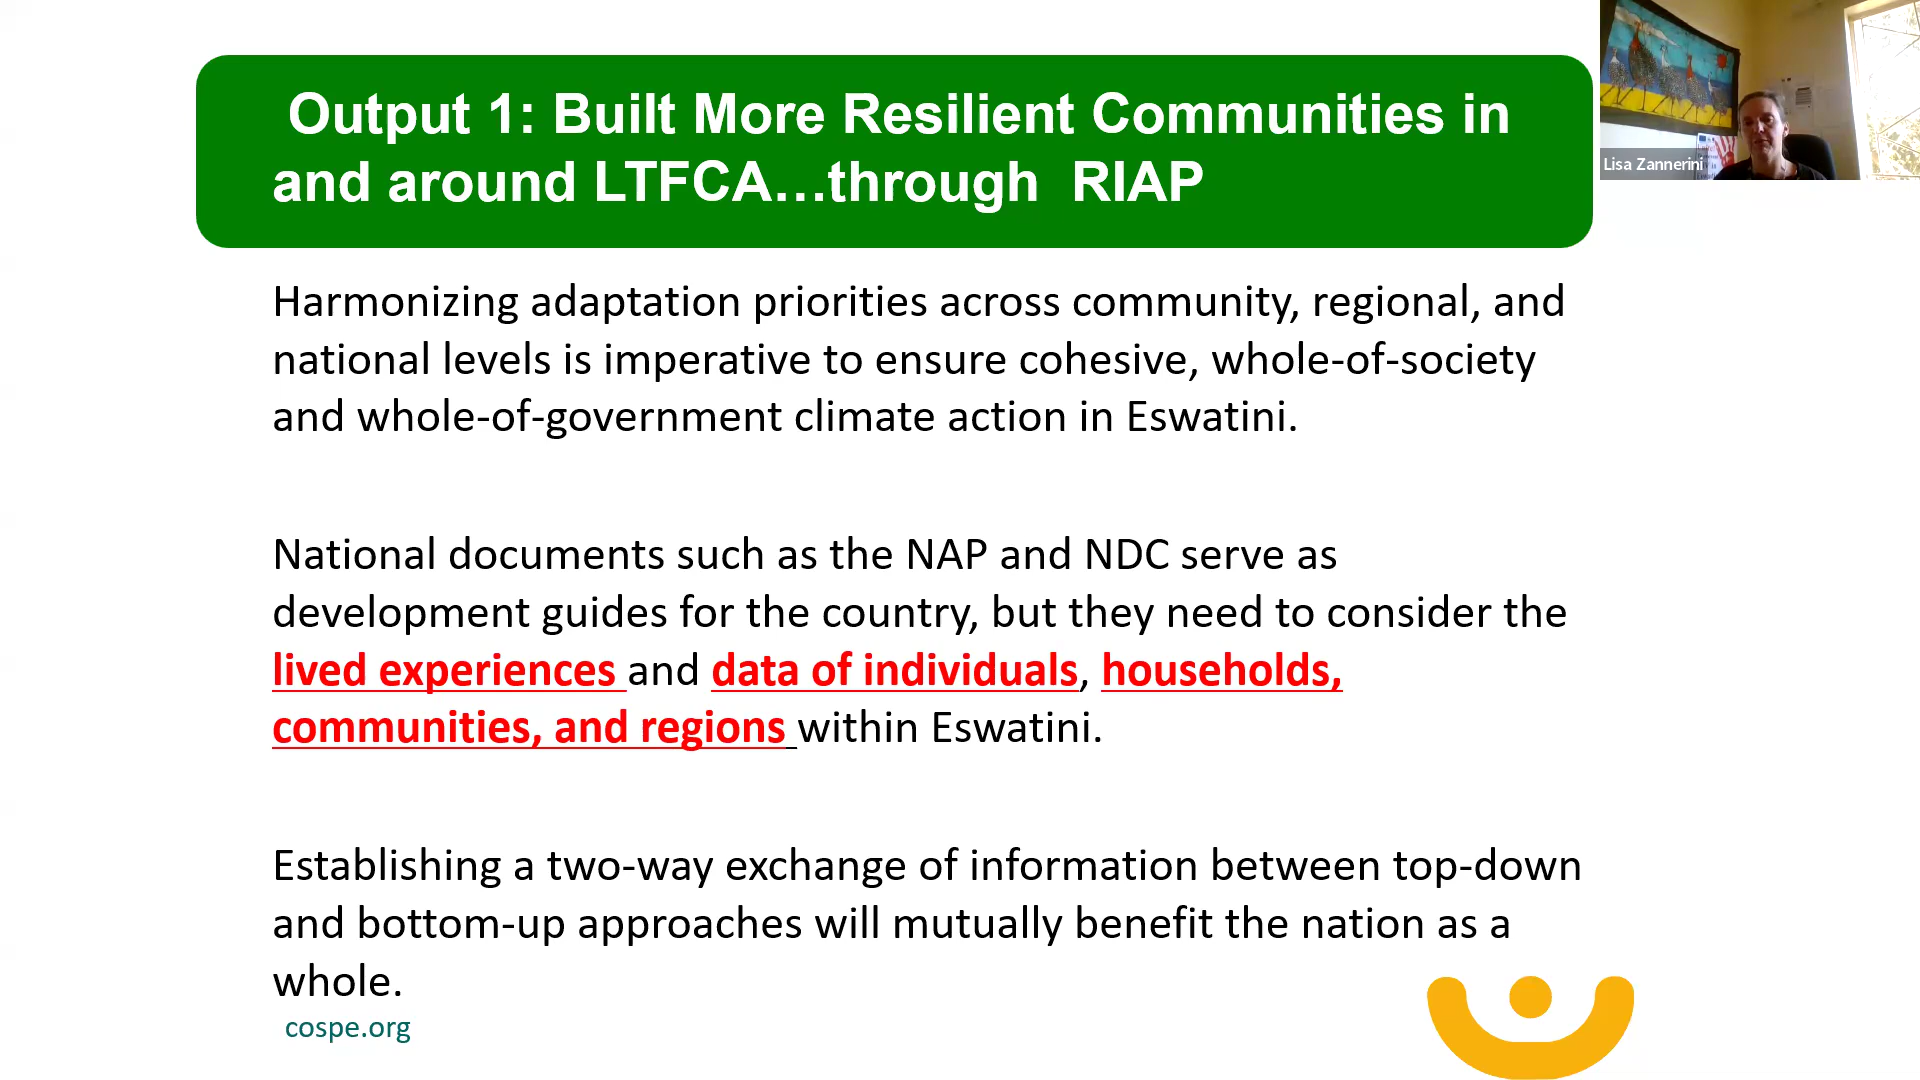 Output 1: Built More Resilient Communities in
and around LTFCA...through RIAP
Lisa Zannerini
Harmonizing adaptation priorities across community, regional, and
national levels is imperative to ensure cohesive, whole-of-society
and whole-of-government climate action in Eswatini.
National documents such as the NAP and NDC serve as
development guides for the country, but they need to consider the
lived experiences and data of individuals, households,
communities, and regions within Eswatini.
Establishing a two-way exchange of information between top-down
and bottom-up approaches will mutually benefit the nation as a
whole.
cospe.org